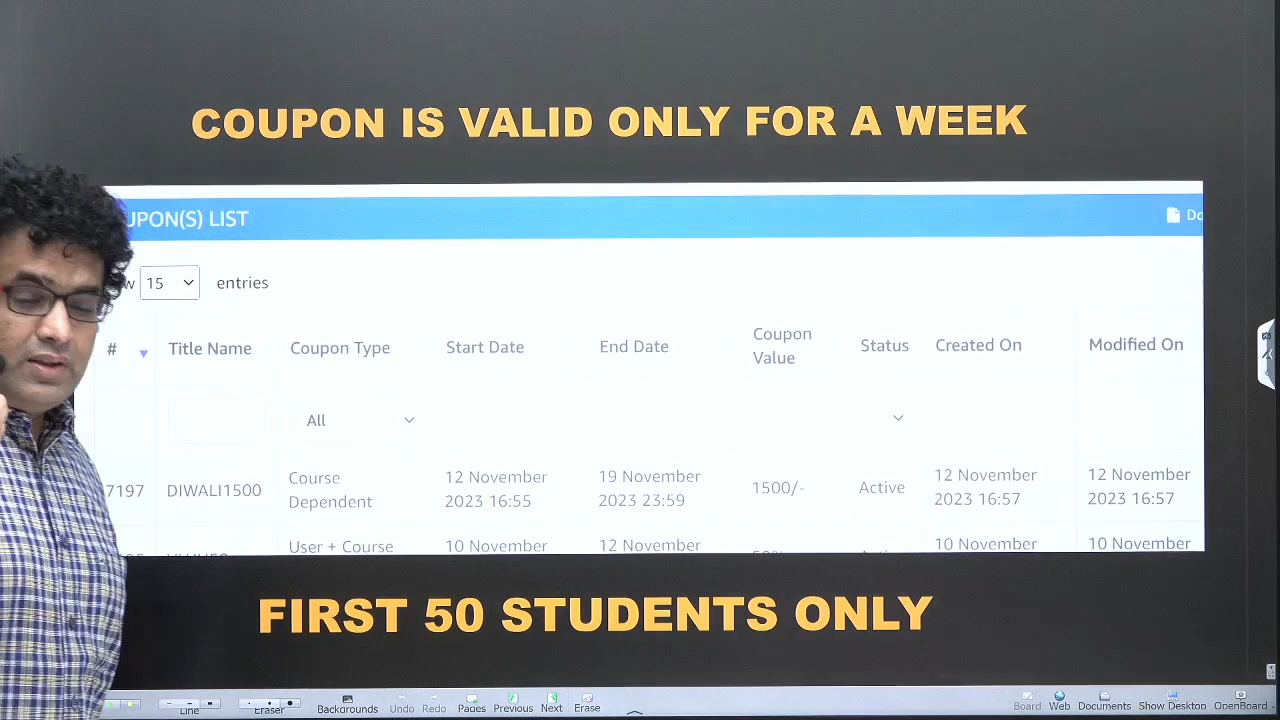 COUPON IS VALID ONLY FOR A WEEK
UPON(S) LIST
15 entries
# Title Name Coupon Type Start Date End Date Coupon Value Status Created On Modified On
All
7197 DIWALI1500 Course Dependent 12 November 2023 16:55 19 November 2023 23:59 1500/- Active 12 November 2023 16:57 12 November 2023 16:57
User + Course 10 November 12 November 10 November 10 November
FIRST 50 STUDENTS ONLY
Line Eraser Backgrounds Undo Redo Pages Previous Next Erase Board Web Documents Show Desktop OpenBoard